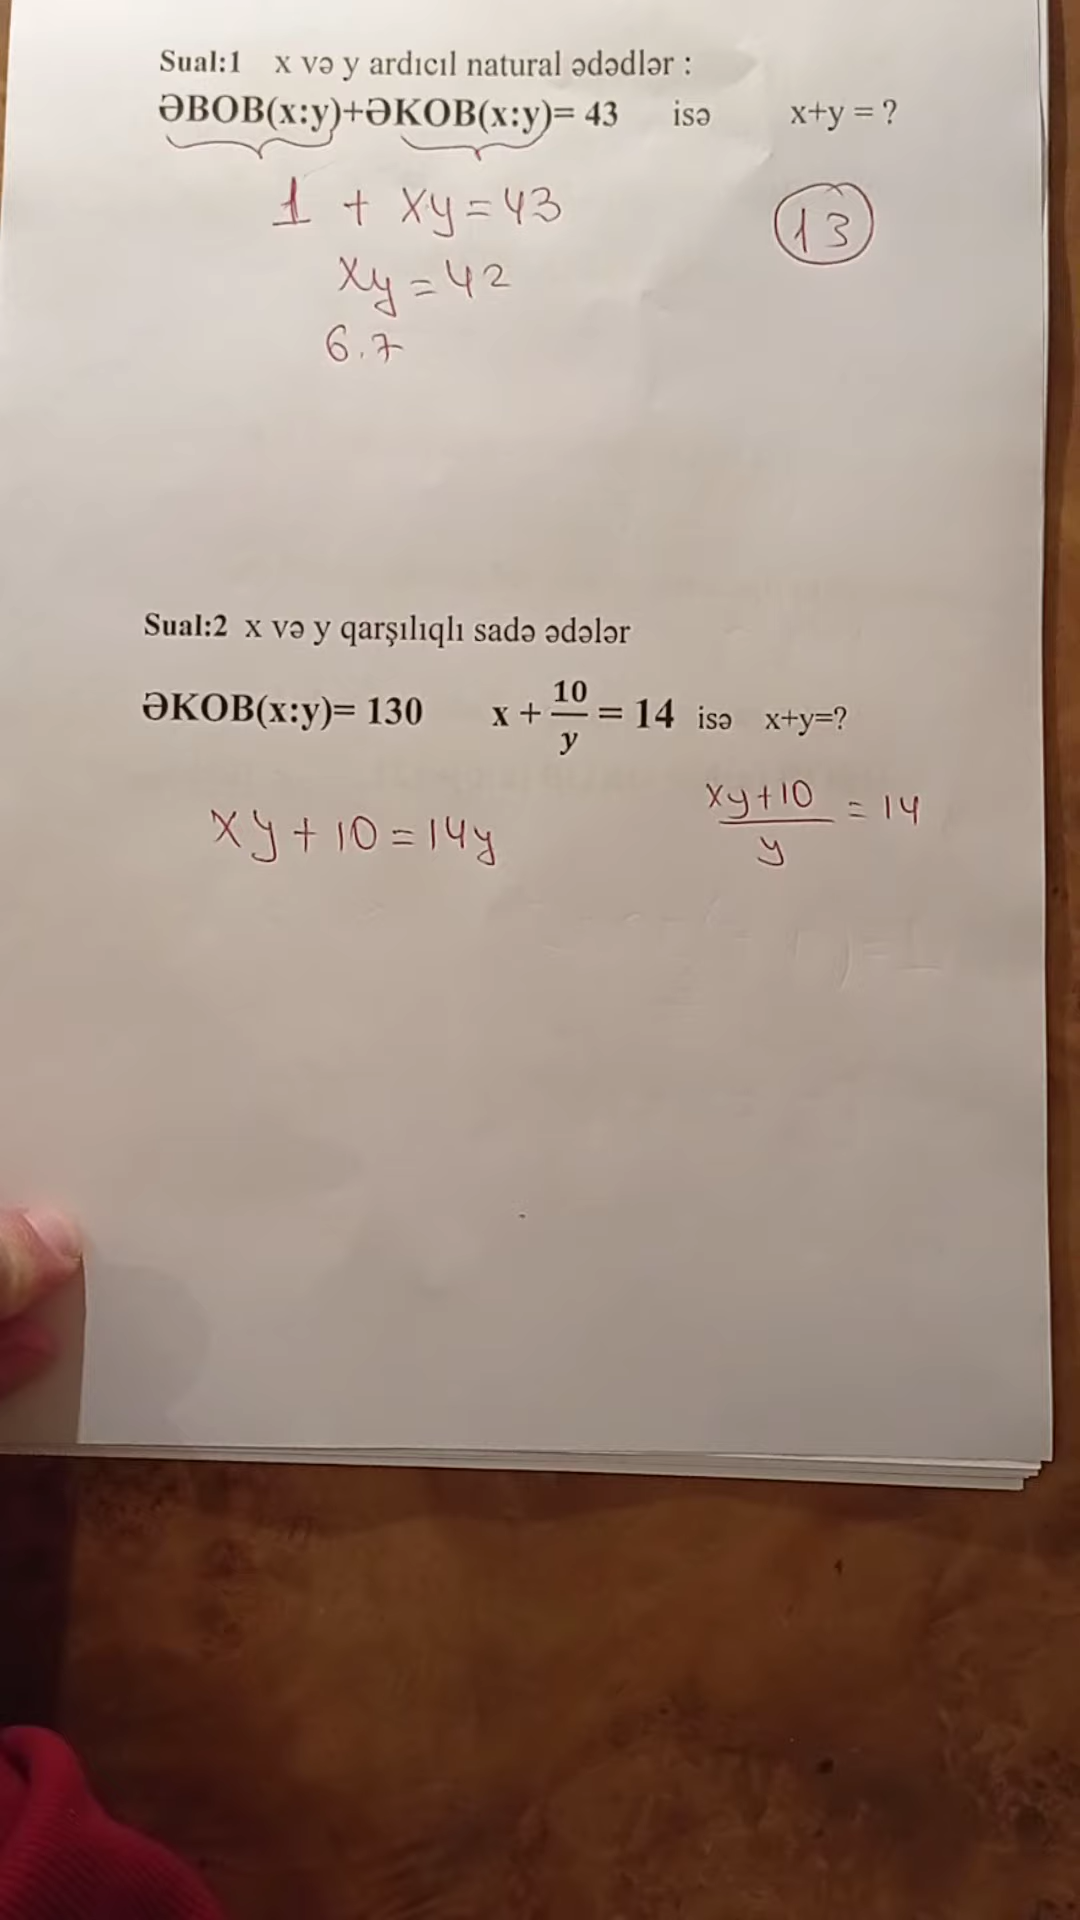 Sual:1 x və y ardıcıl natural ədədlər :
ƏBOB(x:y)+ƏKOB(x:y)= 43 isə x+y = ?
1 + xy = 43
13
xy = 42
6.7
Sual:2 x və y qarşılıqlı sadə ədələr
ƏKOB(x:y)= 130 x + 10/y = 14 isə x+y=?
xy + 10 = 14y
xy+10/y = 14